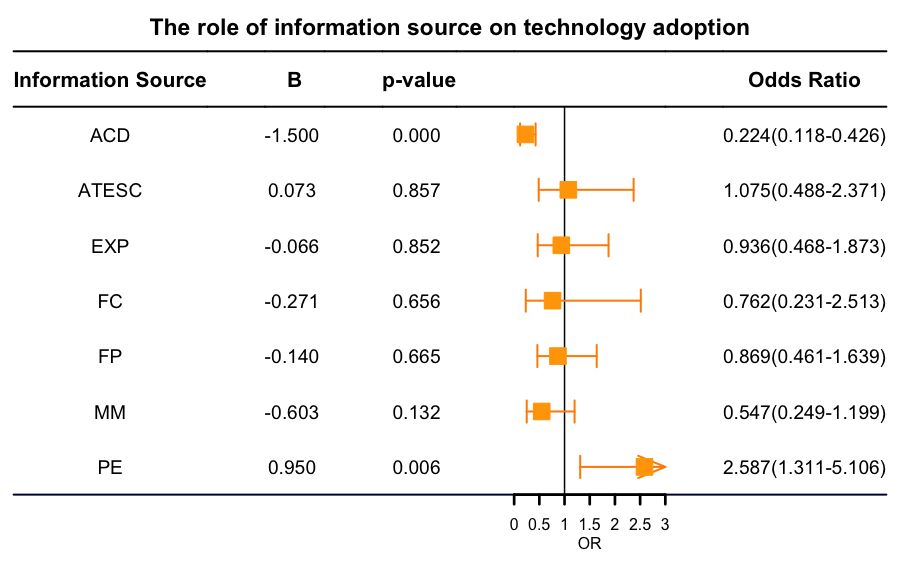 The role of information source on technology adoption
Information Source B p-value Odds Ratio
ACD -1.500 0.000 0.224(0.118-0.426)
ATESC 0.073 0.857 1.075(0.488-2.371)
EXP -0.066 0.852 0.936(0.468-1.873)
FC -0.271 0.656 0.762(0.231-2.513)
FP -0.140 0.665 0.869(0.461-1.639)
MM -0.603 0.132 0.547(0.249-1.199)
PE 0.950 0.006 2.587(1.311-5.106)
0 0.5 1 1.5 2 2.5 3
OR